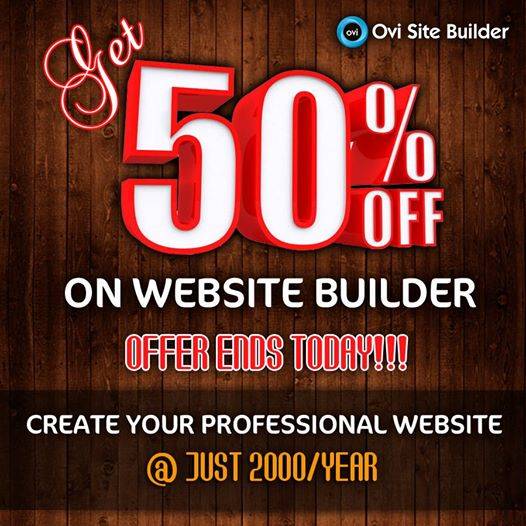 ovi Ovi Site Builder
Get
50%
OFF
ON WEBSITE BUILDER
OFFER ENDS TODAY!!!
CREATE YOUR PROFESSIONAL WEBSITE
@ JUST 2000/YEAR